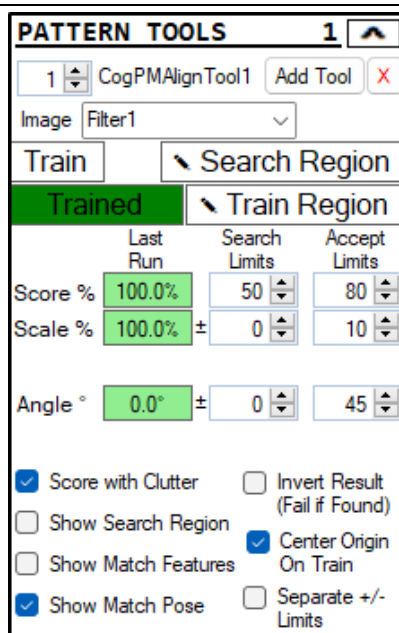 PATTERN TOOLS 1
1 CogPMAlignTool1 Add Tool X
Image Filter1
Train Search Region
Trained Train Region
Last Run Search Limits Accept Limits
Score % 100.0% 50 80
Scale % 100.0% ± 0 10
Angle ° 0.0° ± 0 45
Score with Clutter
Invert Result
(Fail if Found)
Show Search Region
Center Origin
On Train
Show Match Features
Show Match Pose
Separate +/-
Limits